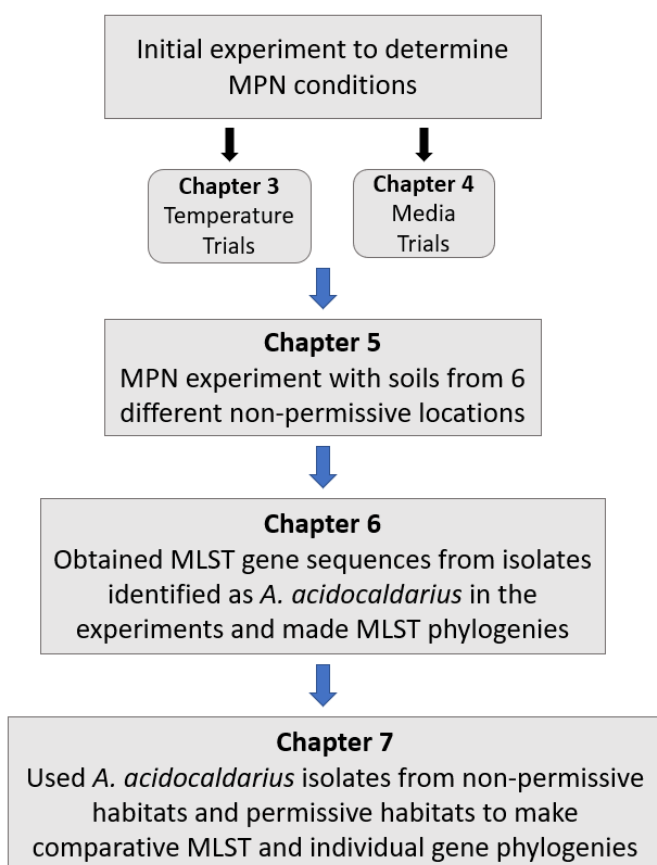 Initial experiment to determine
MPN conditions
Chapter 3
Temperature
Trials
Chapter 4
Media
Trials
Chapter 5
MPN experiment with soils from 6
different non-permissive locations
Chapter 6
Obtained MLST gene sequences from isolates
identified as A. acidocaldarius in the
experiments and made MLST phylogenies
Chapter 7
Used A. acidocaldarius isolates from non-permissive
habitats and permissive habitats to make
comparative MLST and individual gene phylogenies